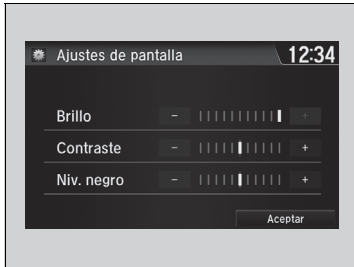 Ajustes de pantalla 12:34
Brillo - +
Contraste - +
Niv. negro - +
Aceptar